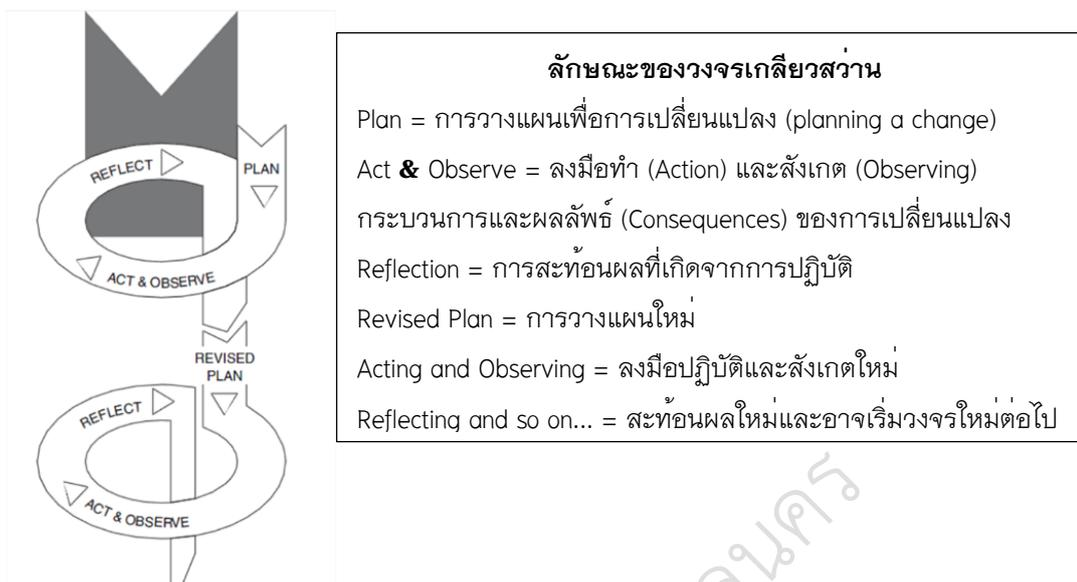 REFLECT
PLAN
ACT & OBSERVE
REVISED
PLAN
REFLECT
ACT & OBSERVE
ลักษณะของวงจรเกลียวสว่าน
Plan = การวางแผนเพื่อการเปลี่ยนแปลง (planning a change)
Act & Observe = ลงมือทำ (Action) และสังเกต (Observing)
กระบวนการและผลลัพธ์ (Consequences) ของการเปลี่ยนแปลง
Reflection = การสะท้อนผลที่เกิดจากการปฏิบัติ
Revised Plan = การวางแผนใหม่
Acting and Observing = ลงมือปฏิบัติและสังเกตใหม่
Reflecting and so on... = สะท้อนผลใหม่และอาจเริ่มวงจรใหม่ต่อไป